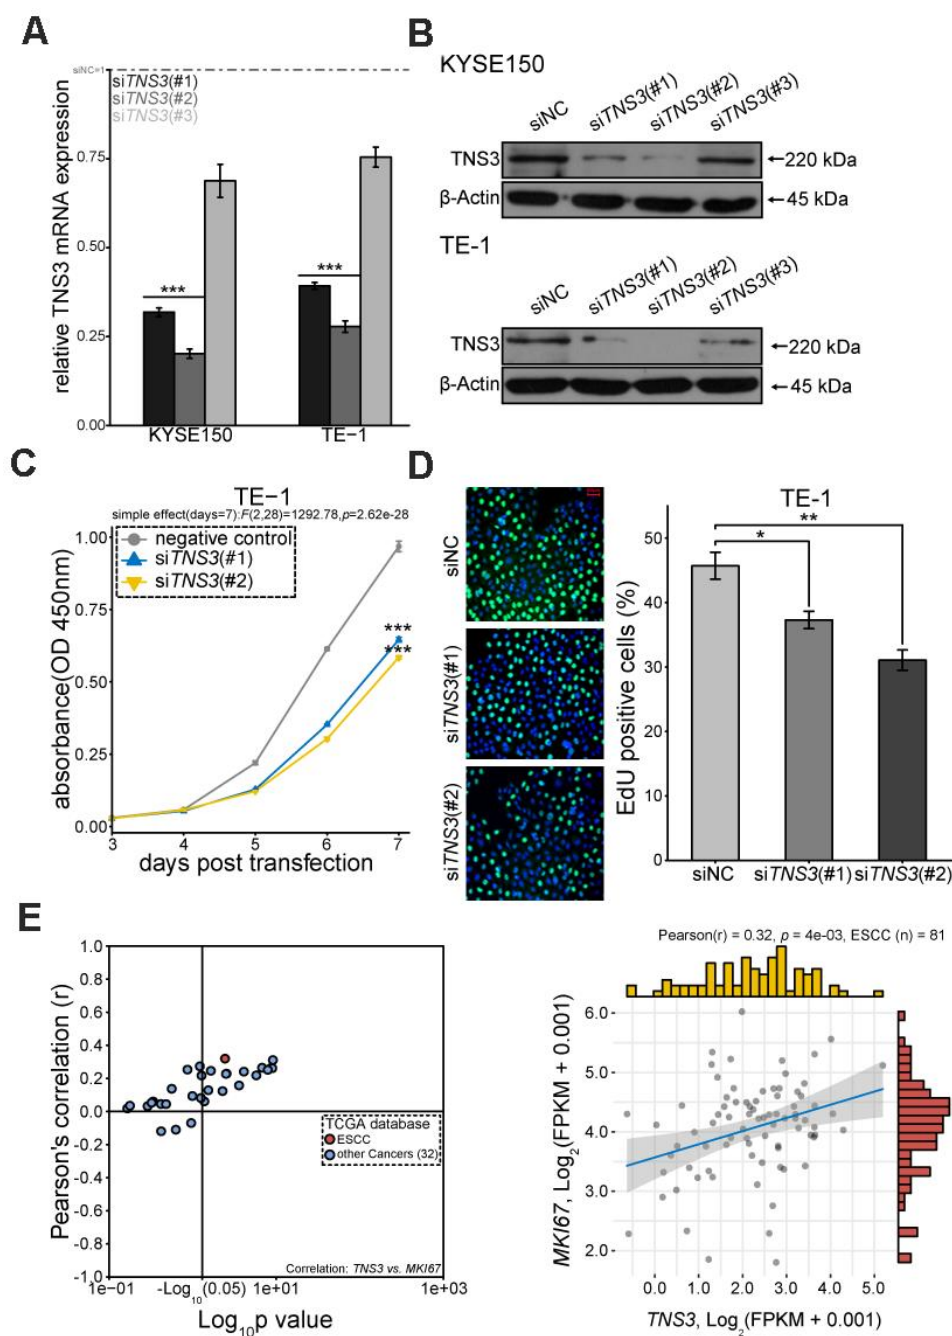 A
siNC=1
siTNS3(#1)
siTNS3(#2)
siTNS3(#3)
relative TNS3 mRNA expression
0.75
0.50
0.25
0.00
***
***
KYSE150
TE−1
B
KYSE150
siNC
siTNS3(#1)
siTNS3(#2)
siTNS3(#3)
TNS3
←220 kDa
β-Actin
←45 kDa
TE-1
siNC
siTNS3(#1)
siTNS3(#2)
siTNS3(#3)
TNS3
←220 kDa
β-Actin
←45 kDa
C
TE−1
simple effect(days=7):F(2,28)=1292.78,p=2.62e-28
negative control
siTNS3(#1)
siTNS3(#2)
absorbance(OD 450nm)
1.00
0.75
0.50
0.25
0.00
***
***
3 4 5 6 7
days post transfection
D
siNC
siTNS3(#1)
siTNS3(#2)
TE-1
**
*
EdU positive cells (%)
50
40
30
20
10
0
siNC siTNS3(#1) siTNS3(#2)
E
Pearson's correlation (r)
1.0
0.8
0.6
0.4
0.2
0.0
-0.2
-0.4
-0.6
-0.8
-1.0
TCGA database
ESCC
other Cancers (32)
Correlation: TNS3 vs. MKI67
1e−01 -Log10(0.05) 1e+01 1e+03
Log10p value
Pearson(r) = 0.32, p = 4e-03, ESCC (n) = 81
MKI67, Log2(FPKM + 0.001)
6.0
5.0
4.0
3.0
2.0
0.0 1.0 2.0 3.0 4.0 5.0
TNS3, Log2(FPKM + 0.001)